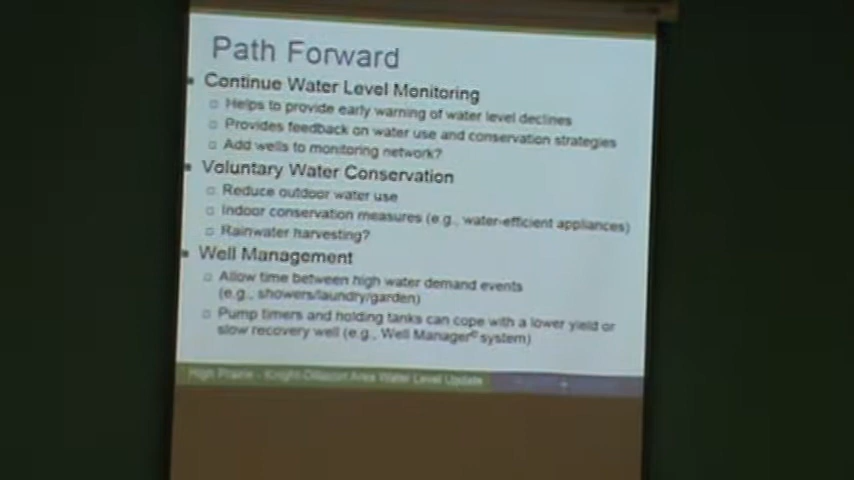 Path Forward
Continue Water Level Monitoring
Helps to provide early warning of water level declines
Provides feedback on water use and conservation strategies
Add wells to monitoring network?
Voluntary Water Conservation
Reduce outdoor water use
Indoor conservation measures (e.g., water-efficient appliances)
Rainwater harvesting?
Well Management
Allow time between high water demand events
(e.g., showers/laundry/garden)
Pump timers and holding tanks can cope with a lower yield or
slow recovery well (e.g., Well Manager© system)
High Prairie - Knight Area Water Level Update